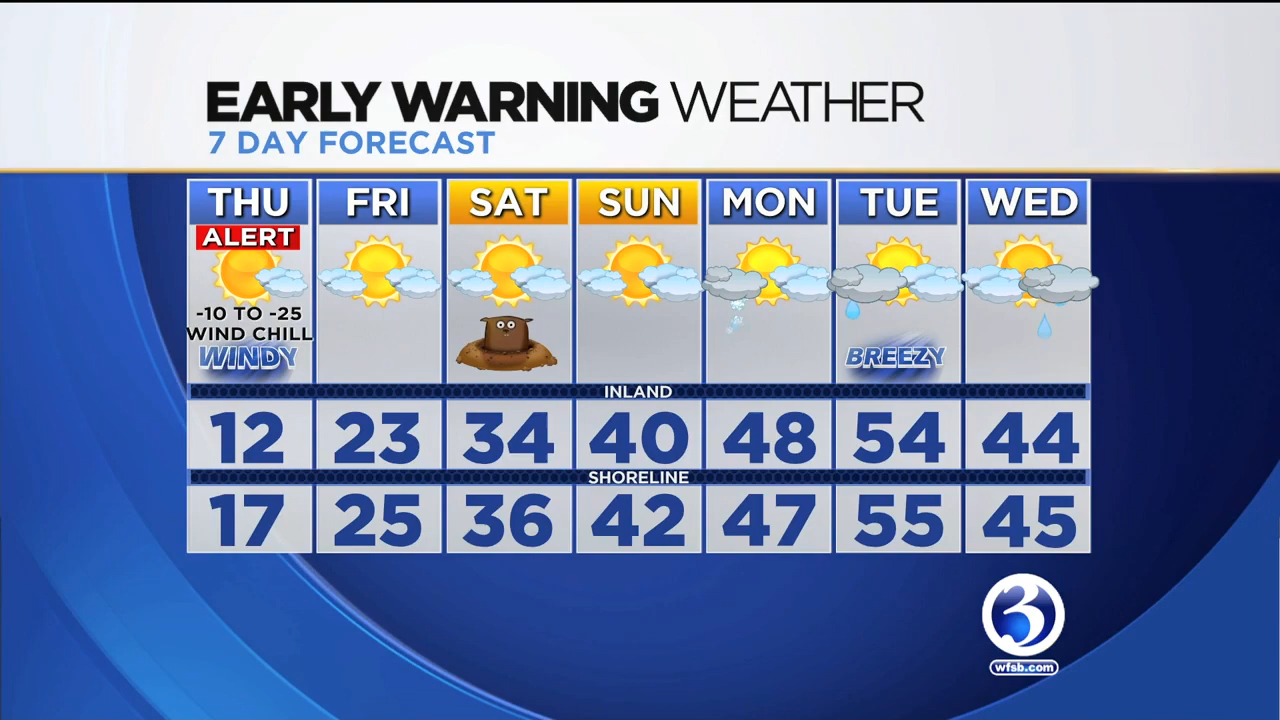 EARLY WARNING WEATHER
7 DAY FORECAST
THU FRI SAT SUN MON TUE WED
ALERT
-10 TO -25
WIND CHILL
WINDY BREEZY
INLAND
12 23 34 40 48 54 44
SHORELINE
17 25 36 42 47 55 45
3
wfsb.com